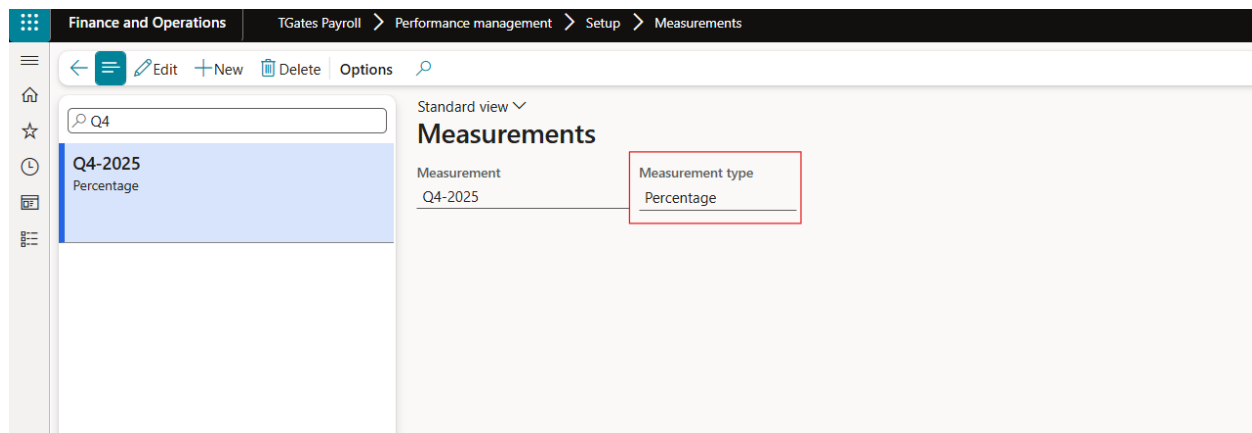 Finance and Operations TGates Payroll Performance management Setup Measurements
Edit New Delete Options
Q4
Q4-2025
Percentage
Standard view
Measurements
Measurement Measurement type
Q4-2025 Percentage